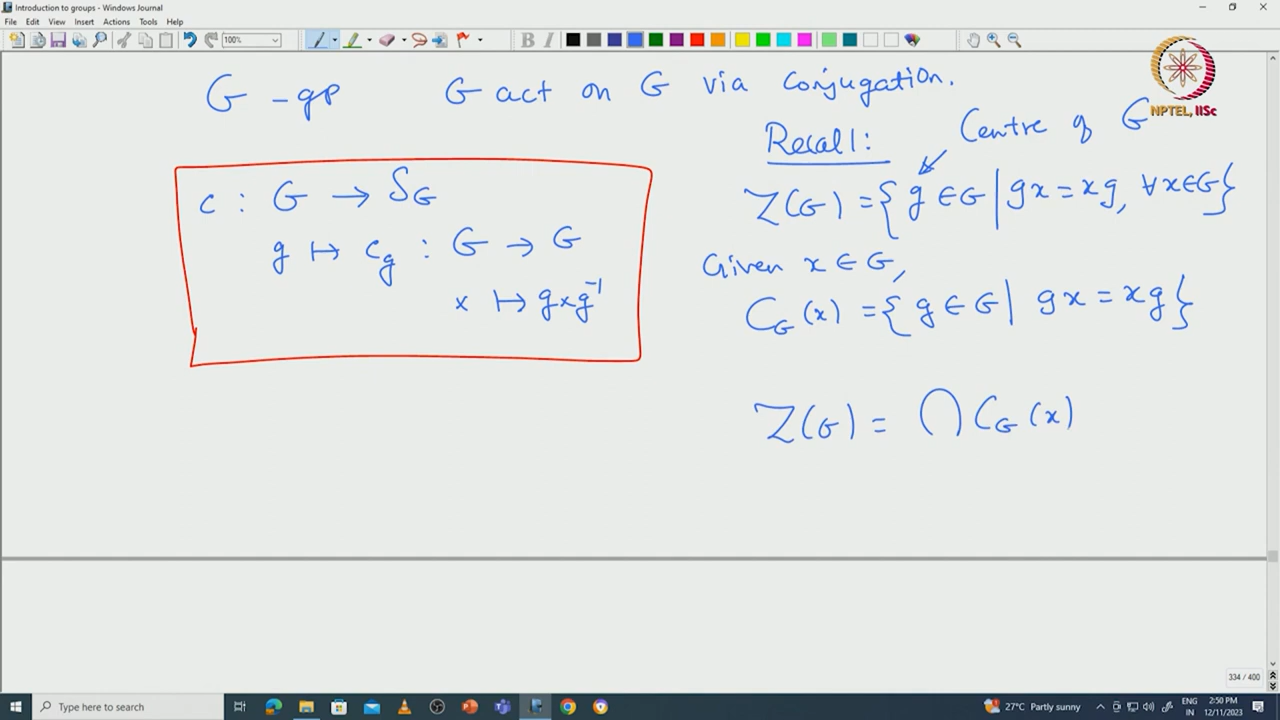 Introduction to groups - Windows Journal
File Edit View Insert Actions Tools Help
100%
G - gp G act on G via Conjugation.
NPTEL, IISc
Recall: Centre of G
Z(G) = { g ∈ G | gx = xg, ∀x∈G }
c : G → S_G
g ↦ c_g : G → G
x ↦ gxg⁻¹
Given x ∈ G,
C_G (x) = { g ∈ G | gx = xg }
Z(G) = ⋂ C_G (x)
334 / 400
Type here to search
27°C Partly sunny
ENG
IN
2:50 PM
12/11/2023